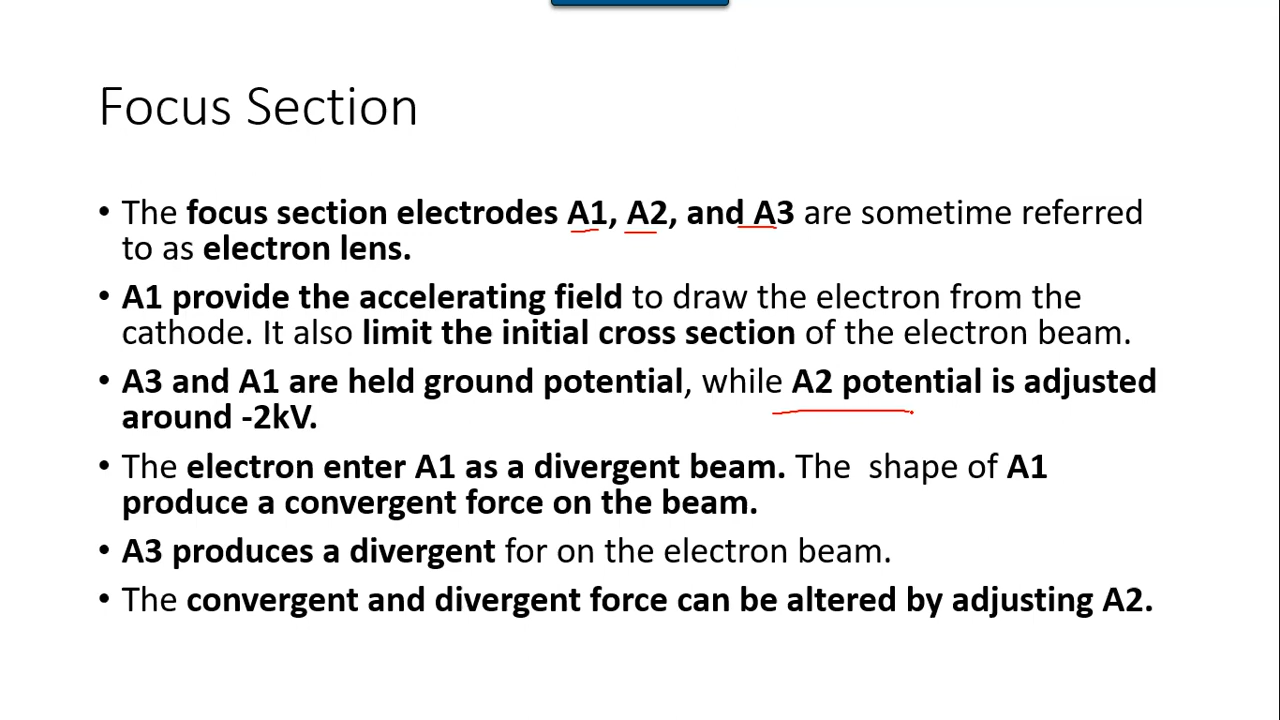 Focus Section
• The focus section electrodes A1, A2, and A3 are sometime referred
to as electron lens.
• A1 provide the accelerating field to draw the electron from the
cathode. It also limit the initial cross section of the electron beam.
• A3 and A1 are held ground potential, while A2 potential is adjusted
around -2kV.
• The electron enter A1 as a divergent beam. The  shape of A1
produce a convergent force on the beam.
• A3 produces a divergent for on the electron beam.
• The convergent and divergent force can be altered by adjusting A2.